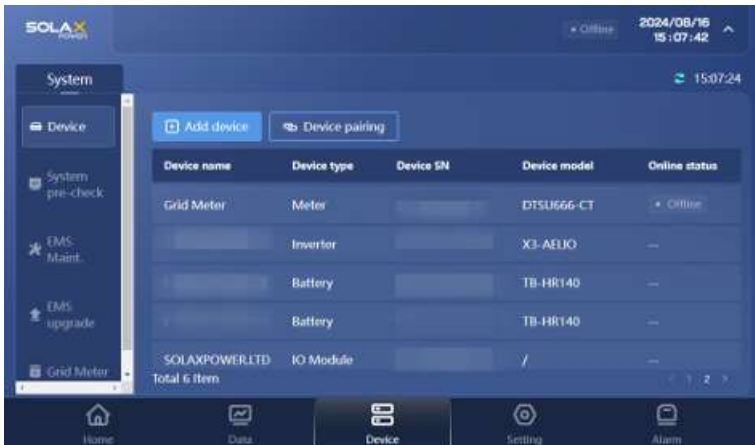 SOLAX
POWER
Offline
2024/08/16
15:07:42
System
15:07:24
Device
System
pre-check
EMS
Maint.
EMS
upgrade
Grid Meter
Add device
Device pairing
Device name Device type Device SN Device model Online status
Grid Meter Meter DTSU666-CT Offline
Inverter X3-AELIO --
Battery TB-HR140 --
Battery TB-HR140 --
SOLAXPOWER.LTD IO Module / --
Total 6 Item
< 1 2 >
Home Data Device Setting Alarm